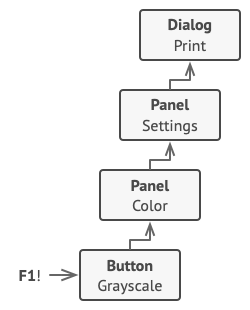 Dialog
Print
Panel
Settings
Panel
Color
F1!
Button
Grayscale